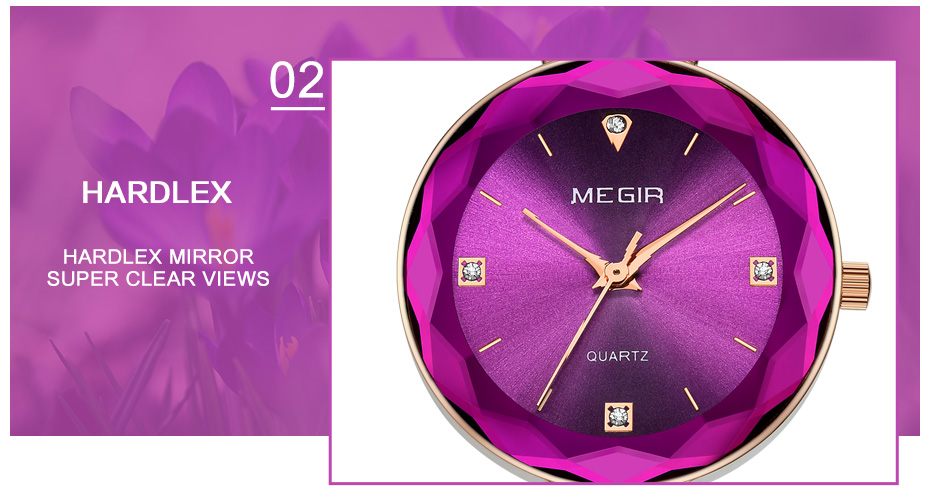 02
HARDLEX
HARDLEX MIRROR
SUPER CLEAR VIEWS
MEGIR
QUARTZ